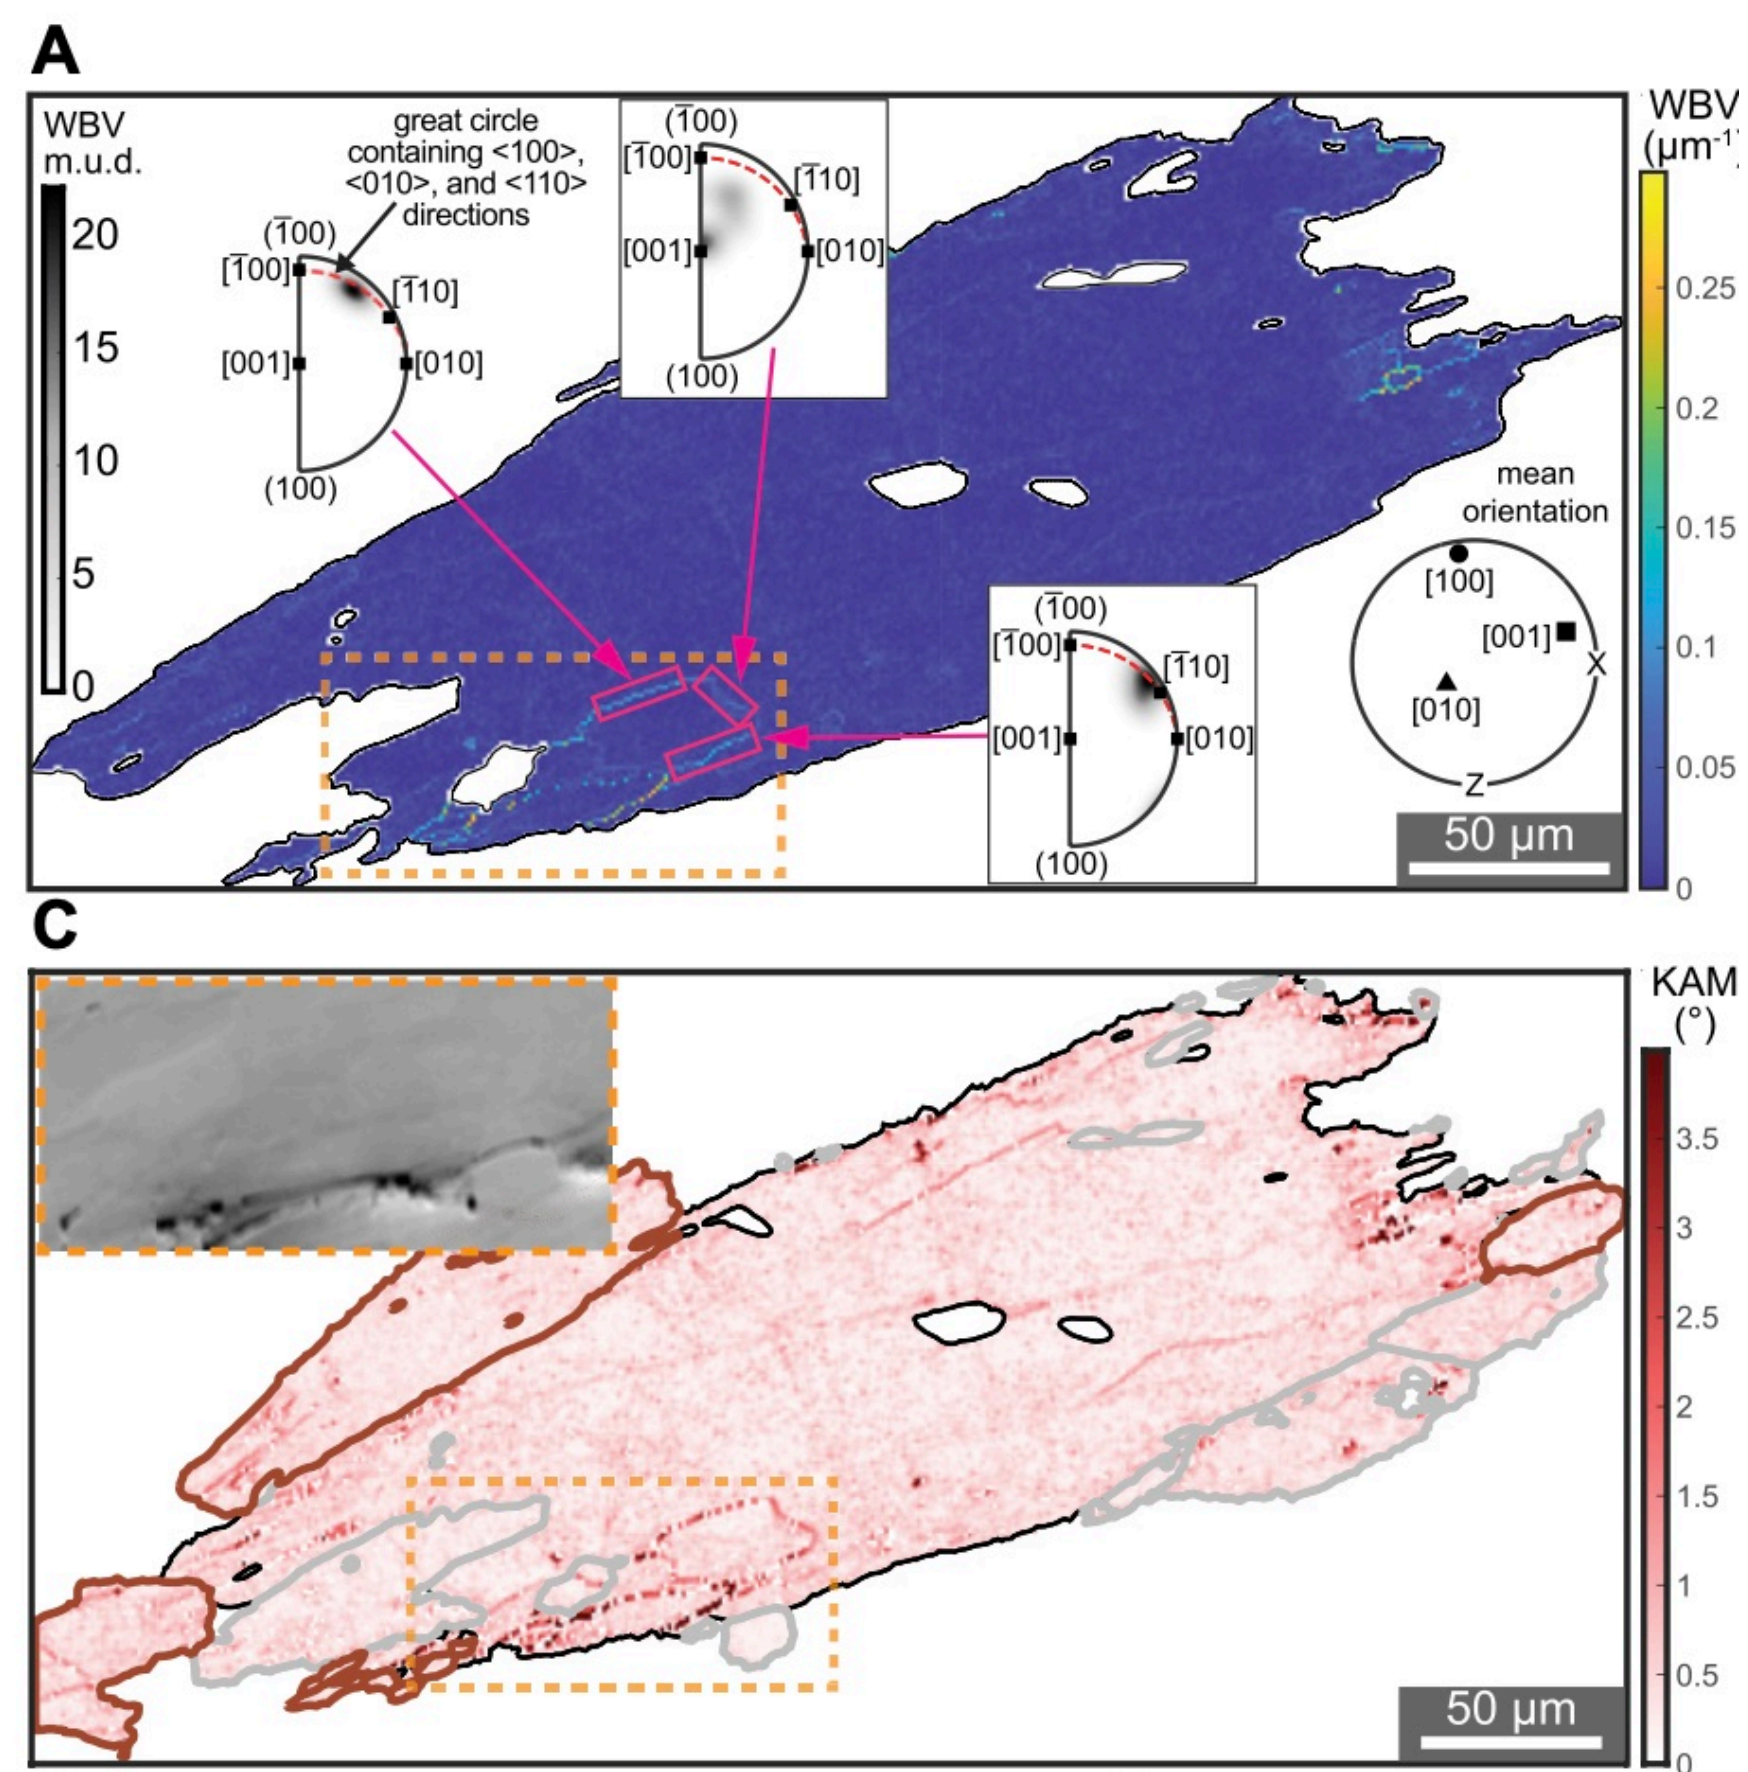 A
WBV
m.u.d.
20
15
10
5
0
great circle
containing <100>,
<010>, and <110>
directions
(1̅00)
[1̅00]
[1̅10]
[001]
[010]
(100)
(1̅00)
[1̅00]
[1̅10]
[001]
[010]
(100)
(1̅00)
[1̅00]
[1̅10]
[001]
[010]
(100)
mean
orientation
[100]
[001]
X
[010]
Z
50 µm
WBV
(µm⁻¹)
0.25
0.2
0.15
0.1
0.05
0
C
KAM
(°)
3.5
3
2.5
2
1.5
1
0.5
0
50 µm